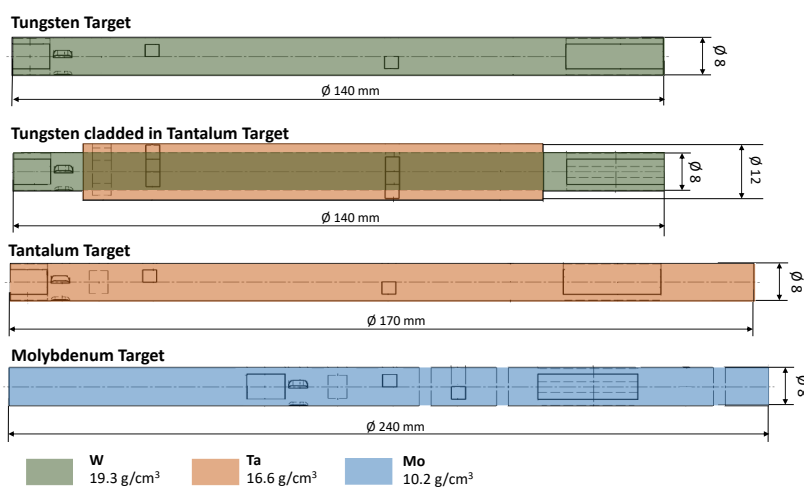 Tungsten Target
Ø 8
Ø 140 mm
Tungsten cladded in Tantalum Target
Ø 8
Ø 12
Ø 140 mm
Tantalum Target
Ø 8
Ø 170 mm
Molybdenum Target
Ø 8
Ø 240 mm
W
19.3 g/cm³
Ta
16.6 g/cm³
Mo
10.2 g/cm³